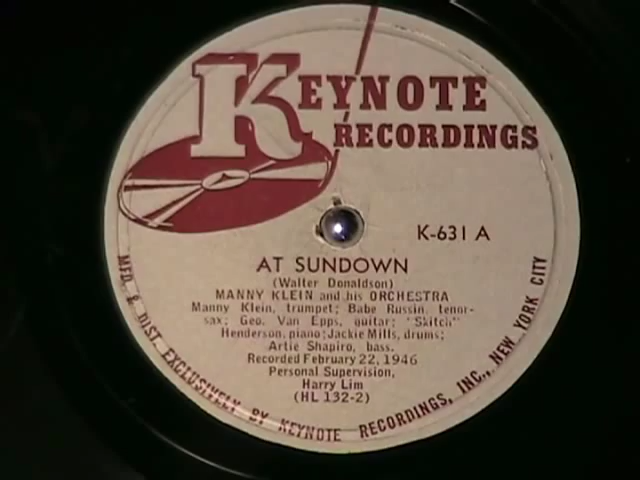 KEYNOTE
RECORDINGS
K-631 A
AT SUNDOWN
(Walter Donaldson)
MANNY KLEIN and his ORCHESTRA
Manny Klein, trumpet; Babe Russin, tenor-
sax; Geo. Van Epps, guitar; "Skitch"
Henderson, piano; Jackie Mills, drums;
Artie Shapiro, bass.
Recorded February 22, 1946
Personal Supervision,
Harry Lim
(HL 132-2)
MFD. & DIST. EXCLUSIVELY BY KEYNOTE RECORDINGS, INC., NEW YORK CITY